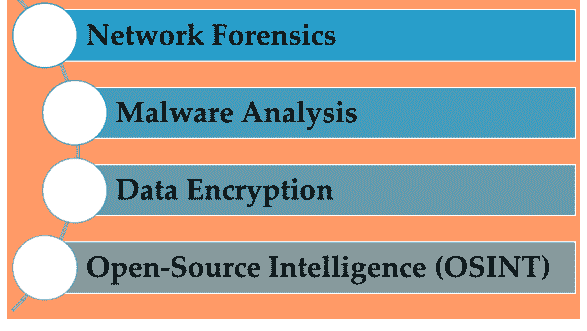 Network Forensics
Malware Analysis
Data Encryption
Open-Source Intelligence (OSINT)